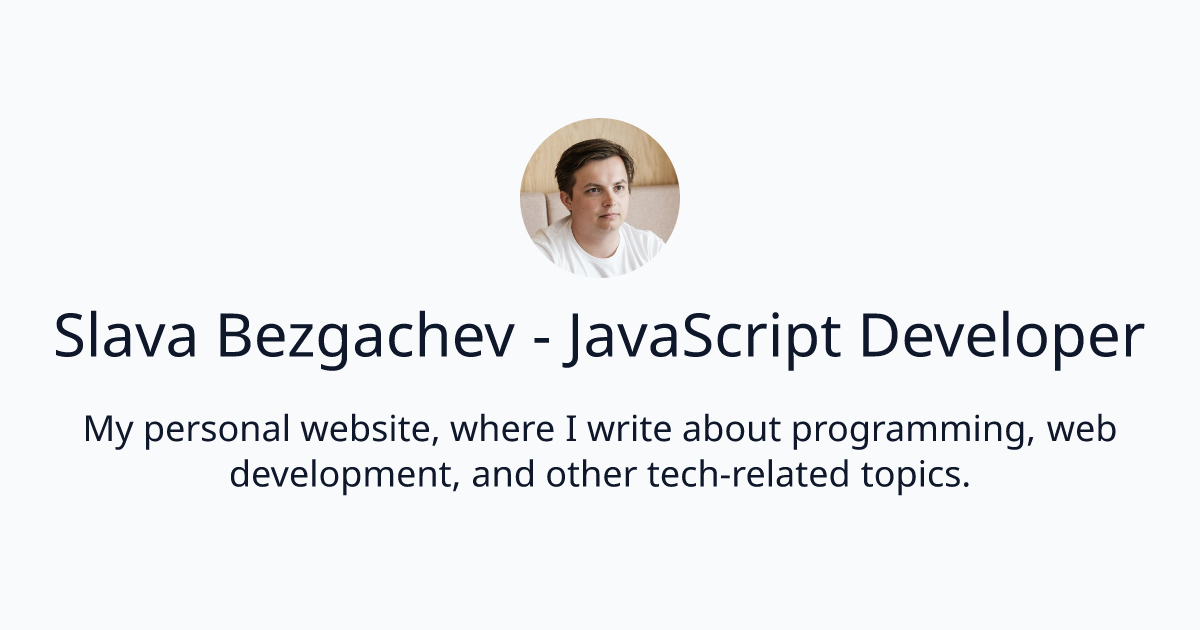 Slava Bezgachev - JavaScript Developer
My personal website, where I write about programming, web
development, and other tech-related topics.